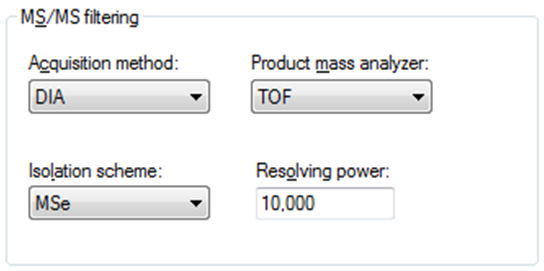 MS/MS filtering
Acquisition method: Product mass analyzer:
DIA TOF
Isolation scheme: Resolving power:
MSe 10,000